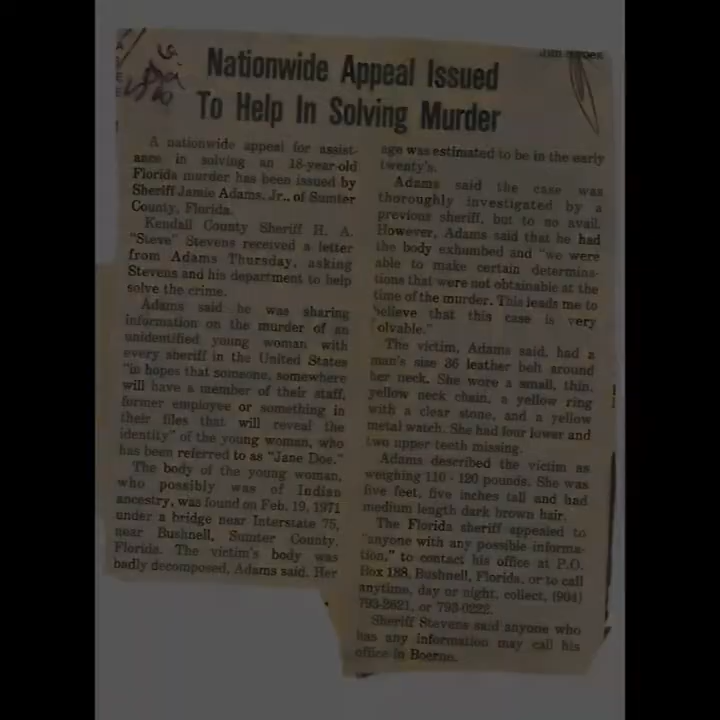 Nationwide Appeal Issued
To Help In Solving Murder
A nationwide appeal for assist-
ance in solving an 18-year-old
Florida murder has been issued by
Sheriff Jamie Adams, Jr., of Sumter
County, Florida.
Kendall County Sheriff H. A.
"Steve" Stevens received a letter
from Adams Thursday, asking
Stevens and his department to help
solve the crime.
Adams said he was sharing
information on the murder of an
unidentified young woman with
every sheriff in the United States
"in hopes that someone, somewhere
will have a member of their staff,
former employee or something in
their files that will reveal the
identity" of the young woman, who
has been referred to as "Jane Doe."
The body of the young woman,
who possibly was of Indian
ancestry, was found on Feb. 19, 1971
under a bridge near Interstate 75,
near Bushnell, Sumter County,
Florida. The victim's body was
badly decomposed, Adams said. Her
age was estimated to be in the early
twenty's.
Adams said the case was
thoroughly investigated by a
previous sheriff, but to no avail.
However, Adams said that he had
the body exhumbed and "we were
able to make certain determina-
tions that were not obtainable at the
time of the murder. This leads me to
believe that this case is very
olvable."
The victim, Adams said, had a
man's size 36 leather belt around
her neck. She wore a small, thin,
yellow neck chain, a yellow ring
with a clear stone, and a yellow
metal watch. She had four lower and
two upper teeth missing.
Adams described the victim as
weighing 110 - 120 pounds. She was
five feet, five inches tall and had
medium length dark brown hair.
The Florida sheriff appealed to
"anyone with any possible informa-
tion," to contact his office at P.O.
Box 188, Bushnell, Florida, or to call
anytime, day or night, collect, (904)
793-2621, or 793-0222.
Sheriff Stevens said anyone who
has any information may call his
office in Boerne.